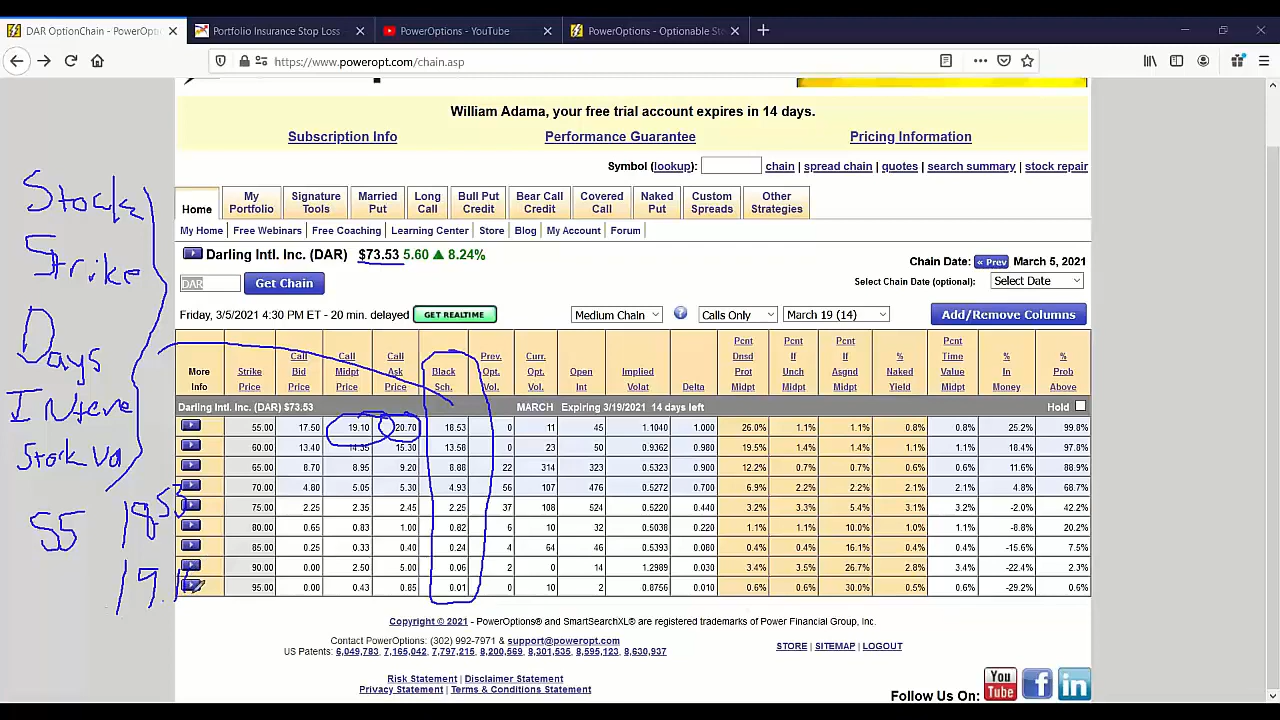 DAR OptionChain - PowerOpti
Portfolio Insurance Stop Loss
PowerOptions - YouTube
PowerOptions - Optionable St
https://www.poweropt.com/chain.asp
William Adama, your free trial account expires in 14 days.
Subscription Info Performance Guarantee Pricing Information
Symbol (lookup): chain | spread chain | quotes | search summary | stock repair
Home My Portfolio Signature Tools Married Put Long Call Bull Put Credit Bear Call Credit Covered Call Naked Put Custom Spreads Other Strategies
My Home | Free Webinars | Free Coaching | Learning Center | Store | Blog | My Account | Forum |
Darling Intl. Inc. (DAR) $73.53 5.60 ▲ 8.24% Chain Date: « Prev March 5, 2021
DAR Get Chain Select Chain Date (optional): Select Date
Friday, 3/5/2021 4:30 PM ET - 20 min. delayed GET REALTIME Medium Chain ? Calls Only March 19 (14) Add/Remove Columns
More Info Strike Price Call Bid Price Call Midpt Price Call Ask Price Black Sch. Prev. Opt. Vol. Curr. Opt. Vol. Open Int Implied Volat Delta Pcnt Dnsd Prot Midpt Pcnt If Unch Midpt Pcnt If Asgnd Midpt % Naked Yield Pcnt Time Value Midpt % In Money % Prob Above
Darling Intl. Inc. (DAR) $73.53 MARCH Expiring 3/19/2021 14 days left Hold
55.00 17.50 19.10 20.70 18.53 0 11 45 1.1040 1.000 26.0% 1.1% 1.1% 0.8% 0.8% 25.2% 99.8%
60.00 13.40 14.35 15.30 13.58 0 23 50 0.9362 0.980 19.5% 1.4% 1.4% 1.1% 1.1% 18.4% 97.8%
65.00 8.70 8.95 9.20 8.88 22 314 323 0.5323 0.900 12.2% 0.7% 0.7% 0.6% 0.6% 11.6% 88.9%
70.00 4.80 5.05 5.30 4.93 56 107 476 0.5272 0.700 6.9% 2.2% 2.2% 2.1% 2.1% 4.8% 68.7%
75.00 2.25 2.35 2.45 2.25 37 108 524 0.5220 0.440 3.2% 3.3% 5.4% 3.0% 3.2% -2.0% 42.2%
80.00 0.65 0.83 1.00 0.82 6 10 32 0.5038 0.220 1.1% 1.1% 10.0% 1.0% 1.1% -8.8% 20.2%
85.00 0.25 0.33 0.40 0.24 4 64 46 0.5393 0.080 0.4% 0.4% 16.1% 0.4% 0.4% -15.6% 7.5%
90.00 0.00 2.50 5.00 0.06 2 0 14 1.2989 0.030 3.4% 3.5% 26.7% 2.8% 3.4% -22.4% 2.3%
95.00 0.00 0.43 0.85 0.01 0 10 2 0.8756 0.010 0.6% 0.6% 30.0% 0.5% 0.6% -29.2% 0.6%
Stock
Strike
Days
Intere
Stock Vo
55 18.53
19.1
Copyright © 2021 - PowerOptions® and SmartSearchXL® are registered trademarks of Power Financial Group, Inc.
Contact PowerOptions: (302) 992-7971 & support@poweropt.com
US Patents: 6,049,783, 7,165,042, 7,797,215, 8,200,569, 8,301,535, 8,595,123, 8,630,937
STORE | SITEMAP | LOGOUT
Risk Statement | Disclaimer Statement
Privacy Statement | Terms & Conditions Statement
Follow Us On: You Tube f in